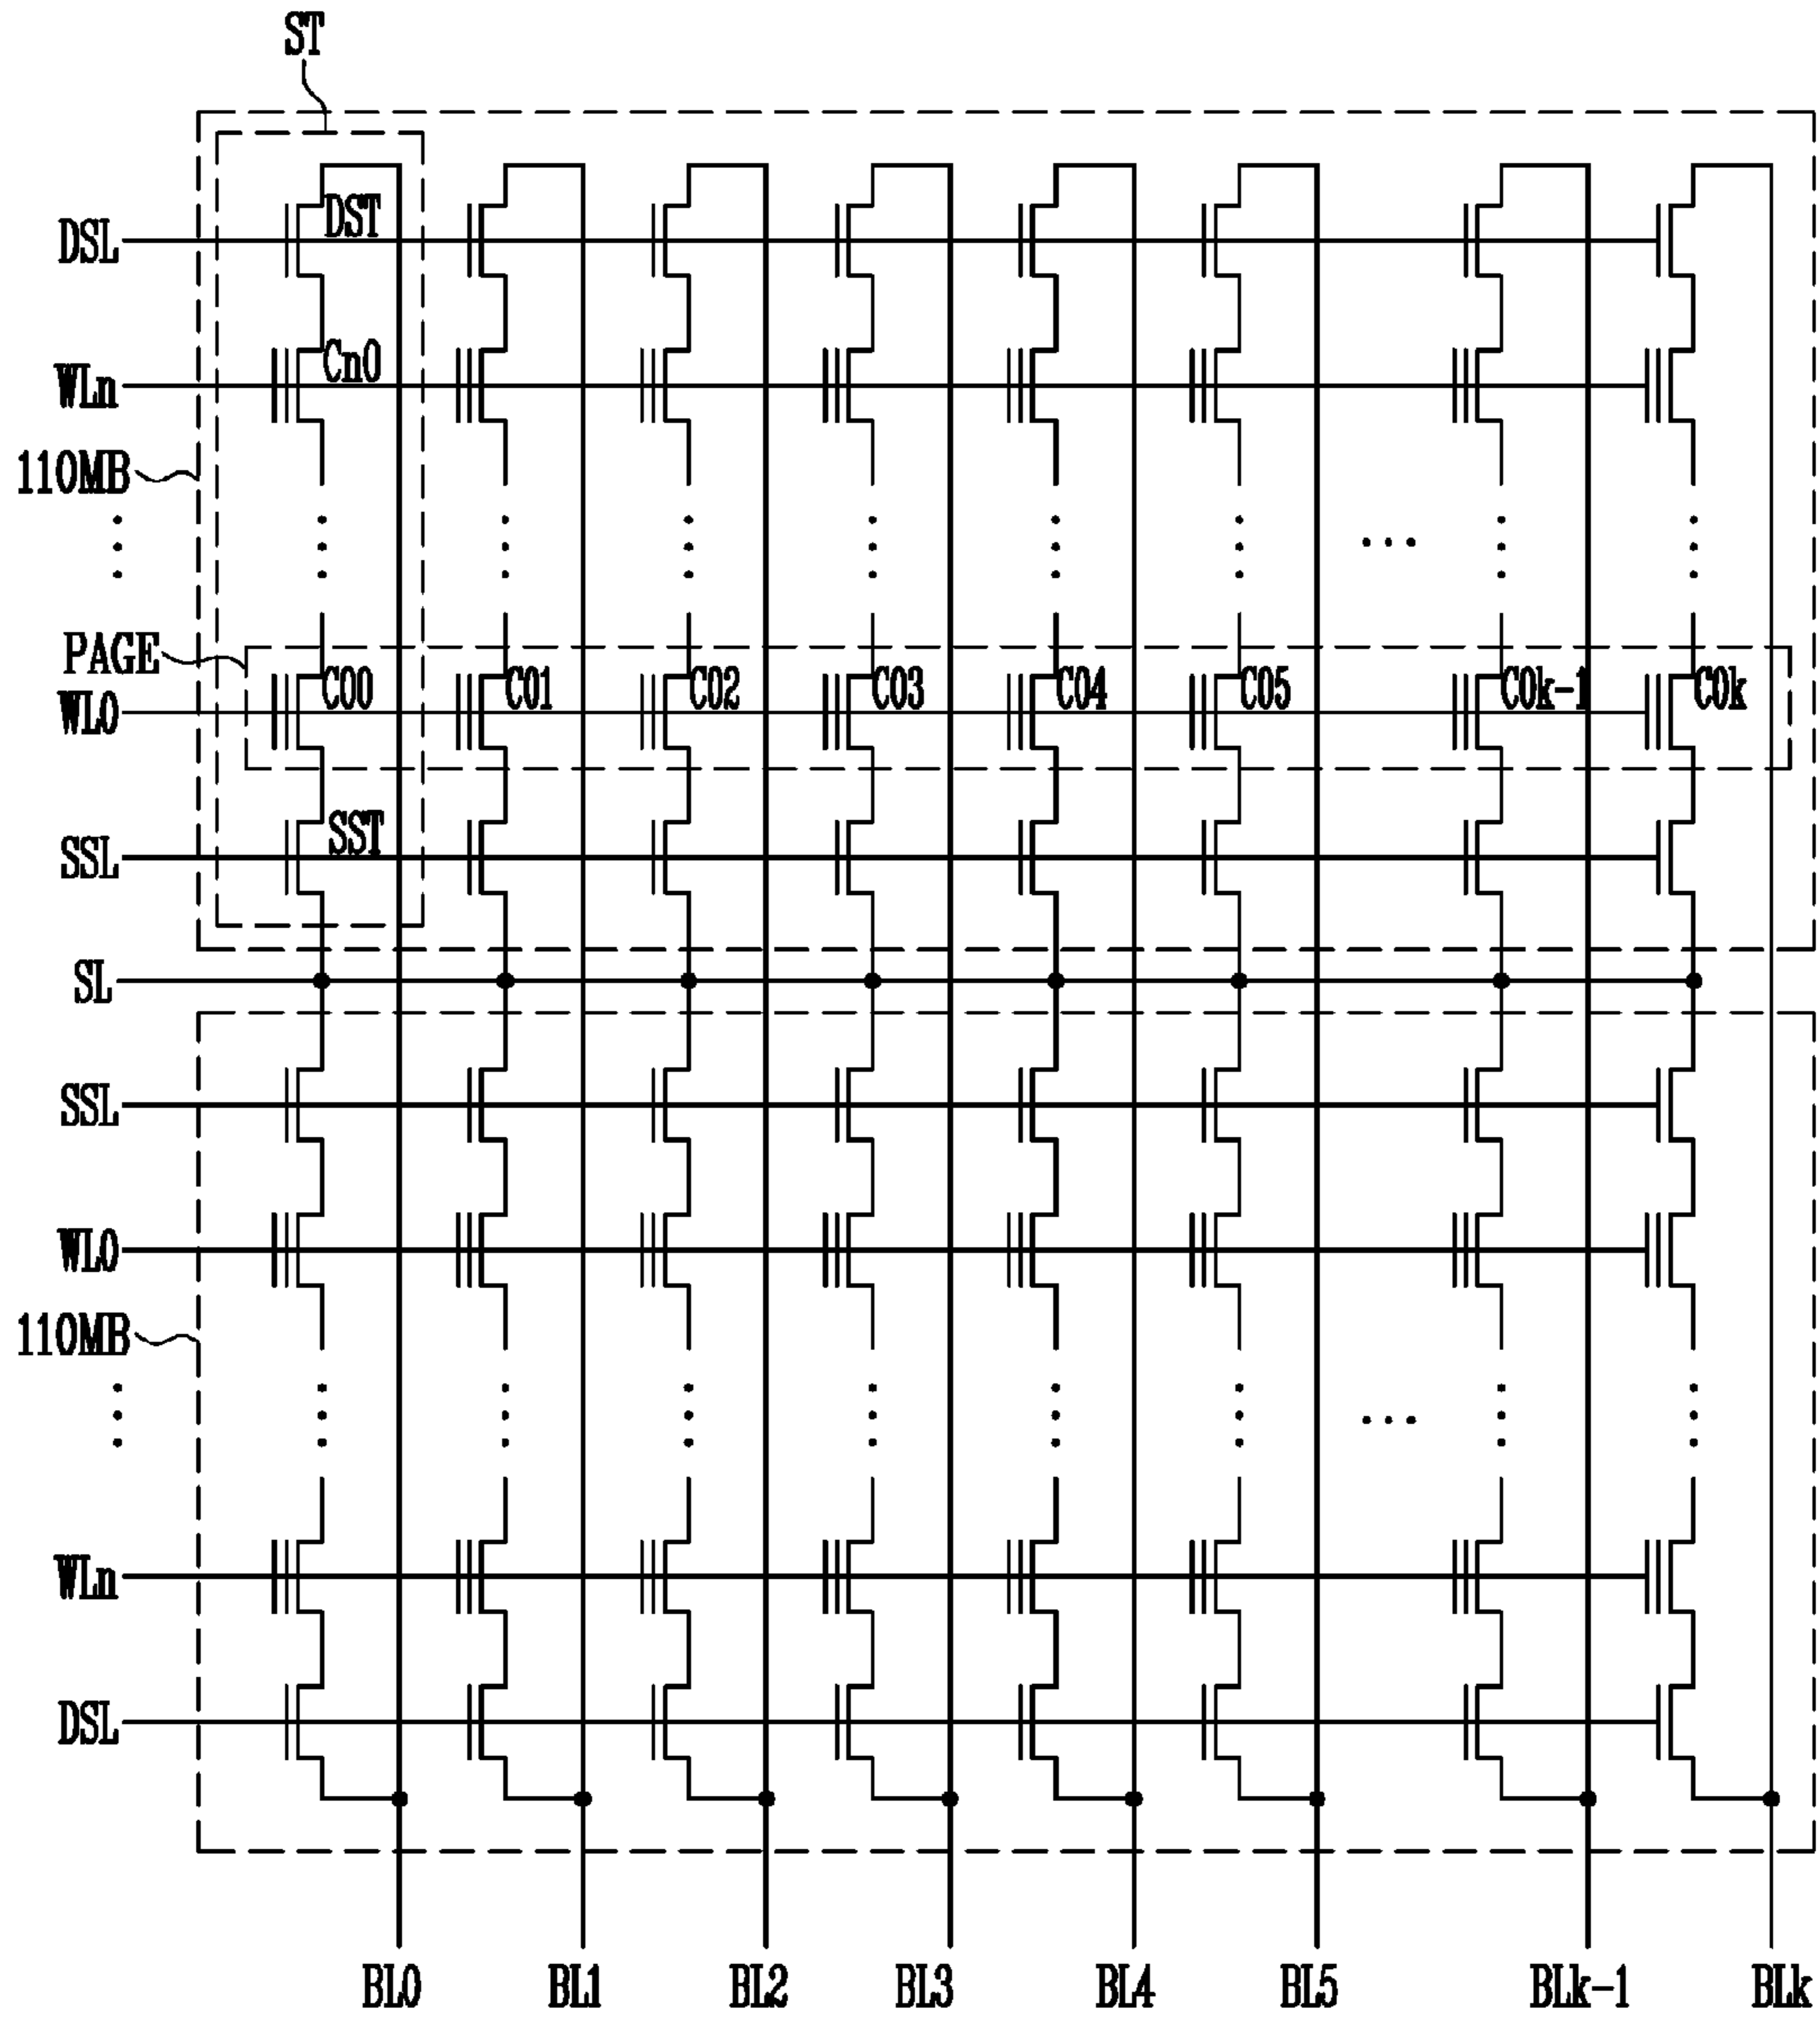 ST
DST
DSL
Cn0
WLn
110MB
PAGE
C00 C01 C02 C03 C04 C05 C0k-1 C0k
WL0
SST
SSL
SL
SSL
WL0
110MB
WLn
DSL
BL0 BL1 BL2 BL3 BL4 BL5 BLk-1 BLk